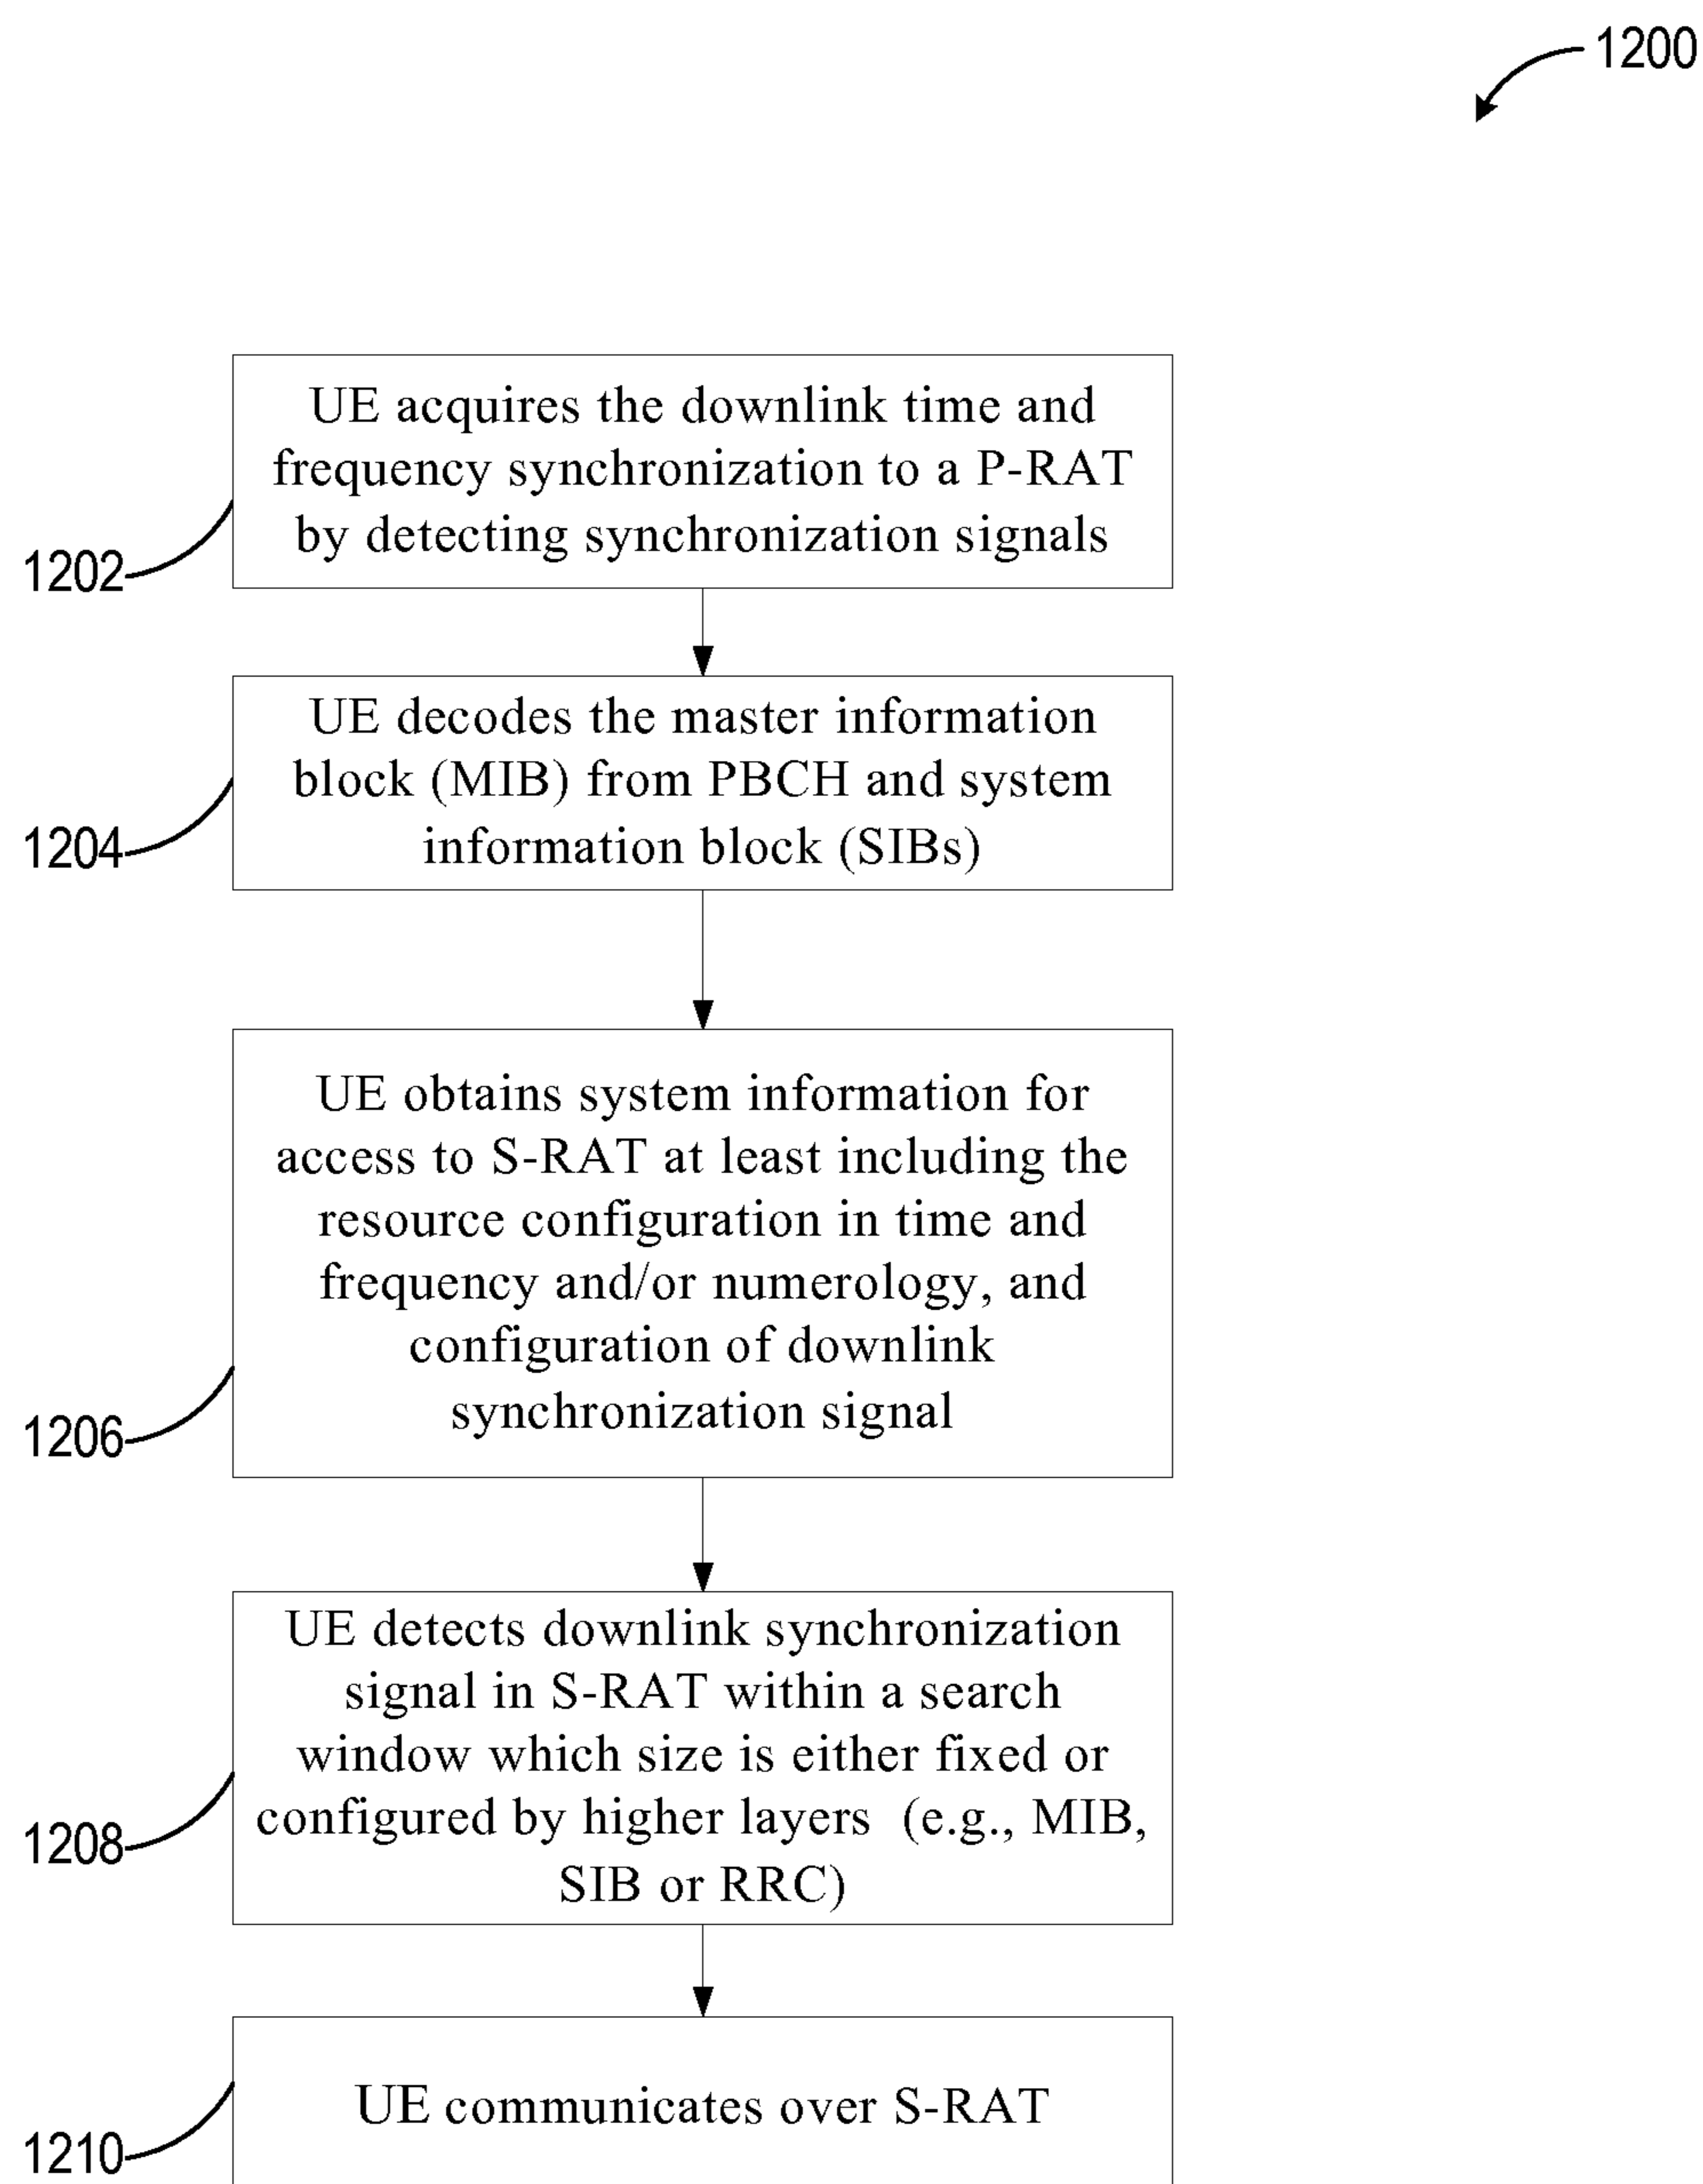 1200
UE acquires the downlink time and
frequency synchronization to a P-RAT
by detecting synchronization signals
1202
UE decodes the master information
block (MIB) from PBCH and system
information block (SIBs)
1204
UE obtains system information for
access to S-RAT at least including the
resource configuration in time and
frequency and/or numerology, and
configuration of downlink
synchronization signal
1206
UE detects downlink synchronization
signal in S-RAT within a search
window which size is either fixed or
configured by higher layers (e.g., MIB,
SIB or RRC)
1208
UE communicates over S-RAT
1210